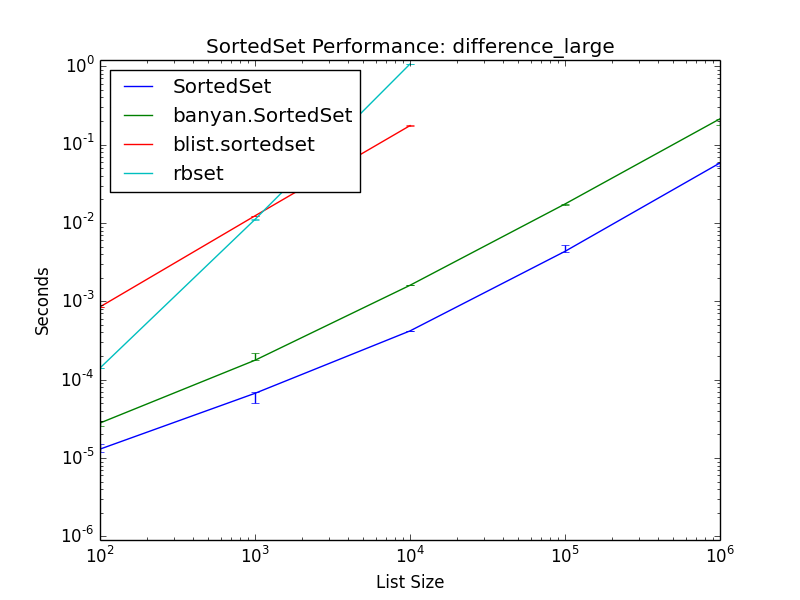 SortedSet Performance: difference_large
10^0
10^-1
10^-2
10^-3
10^-4
10^-5
10^-6
Seconds
SortedSet
banyan.SortedSet
blist.sortedset
rbset
10^2
10^3
10^4
10^5
10^6
List Size